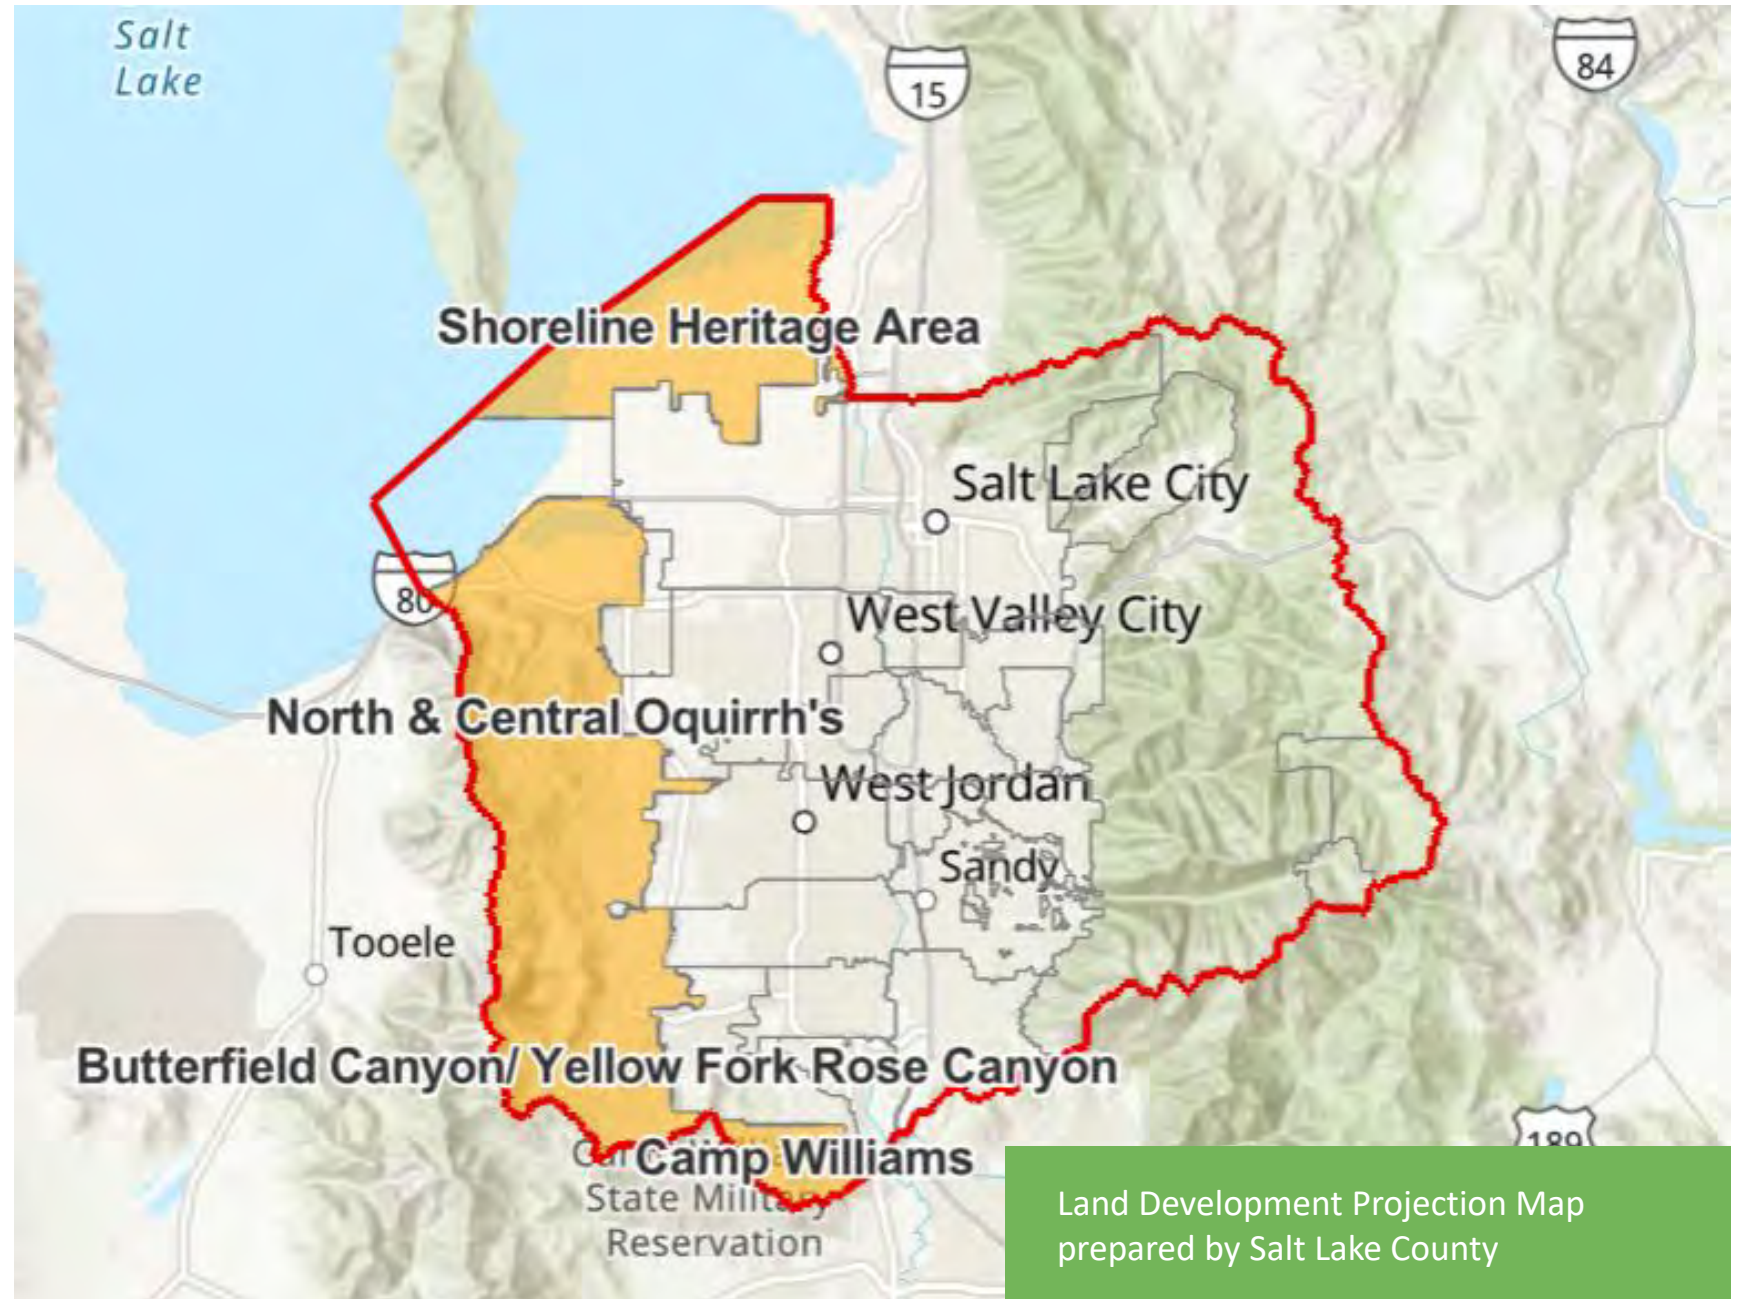 Salt
Lake
15
84
Shoreline Heritage Area
Salt Lake City
80
West Valley City
North & Central Oquirrh's
West Jordan
Sandy
Tooele
Butterfield Canyon/ Yellow Fork Rose Canyon
Camp Williams
State Military
Reservation
189
Land Development Projection Map
prepared by Salt Lake County